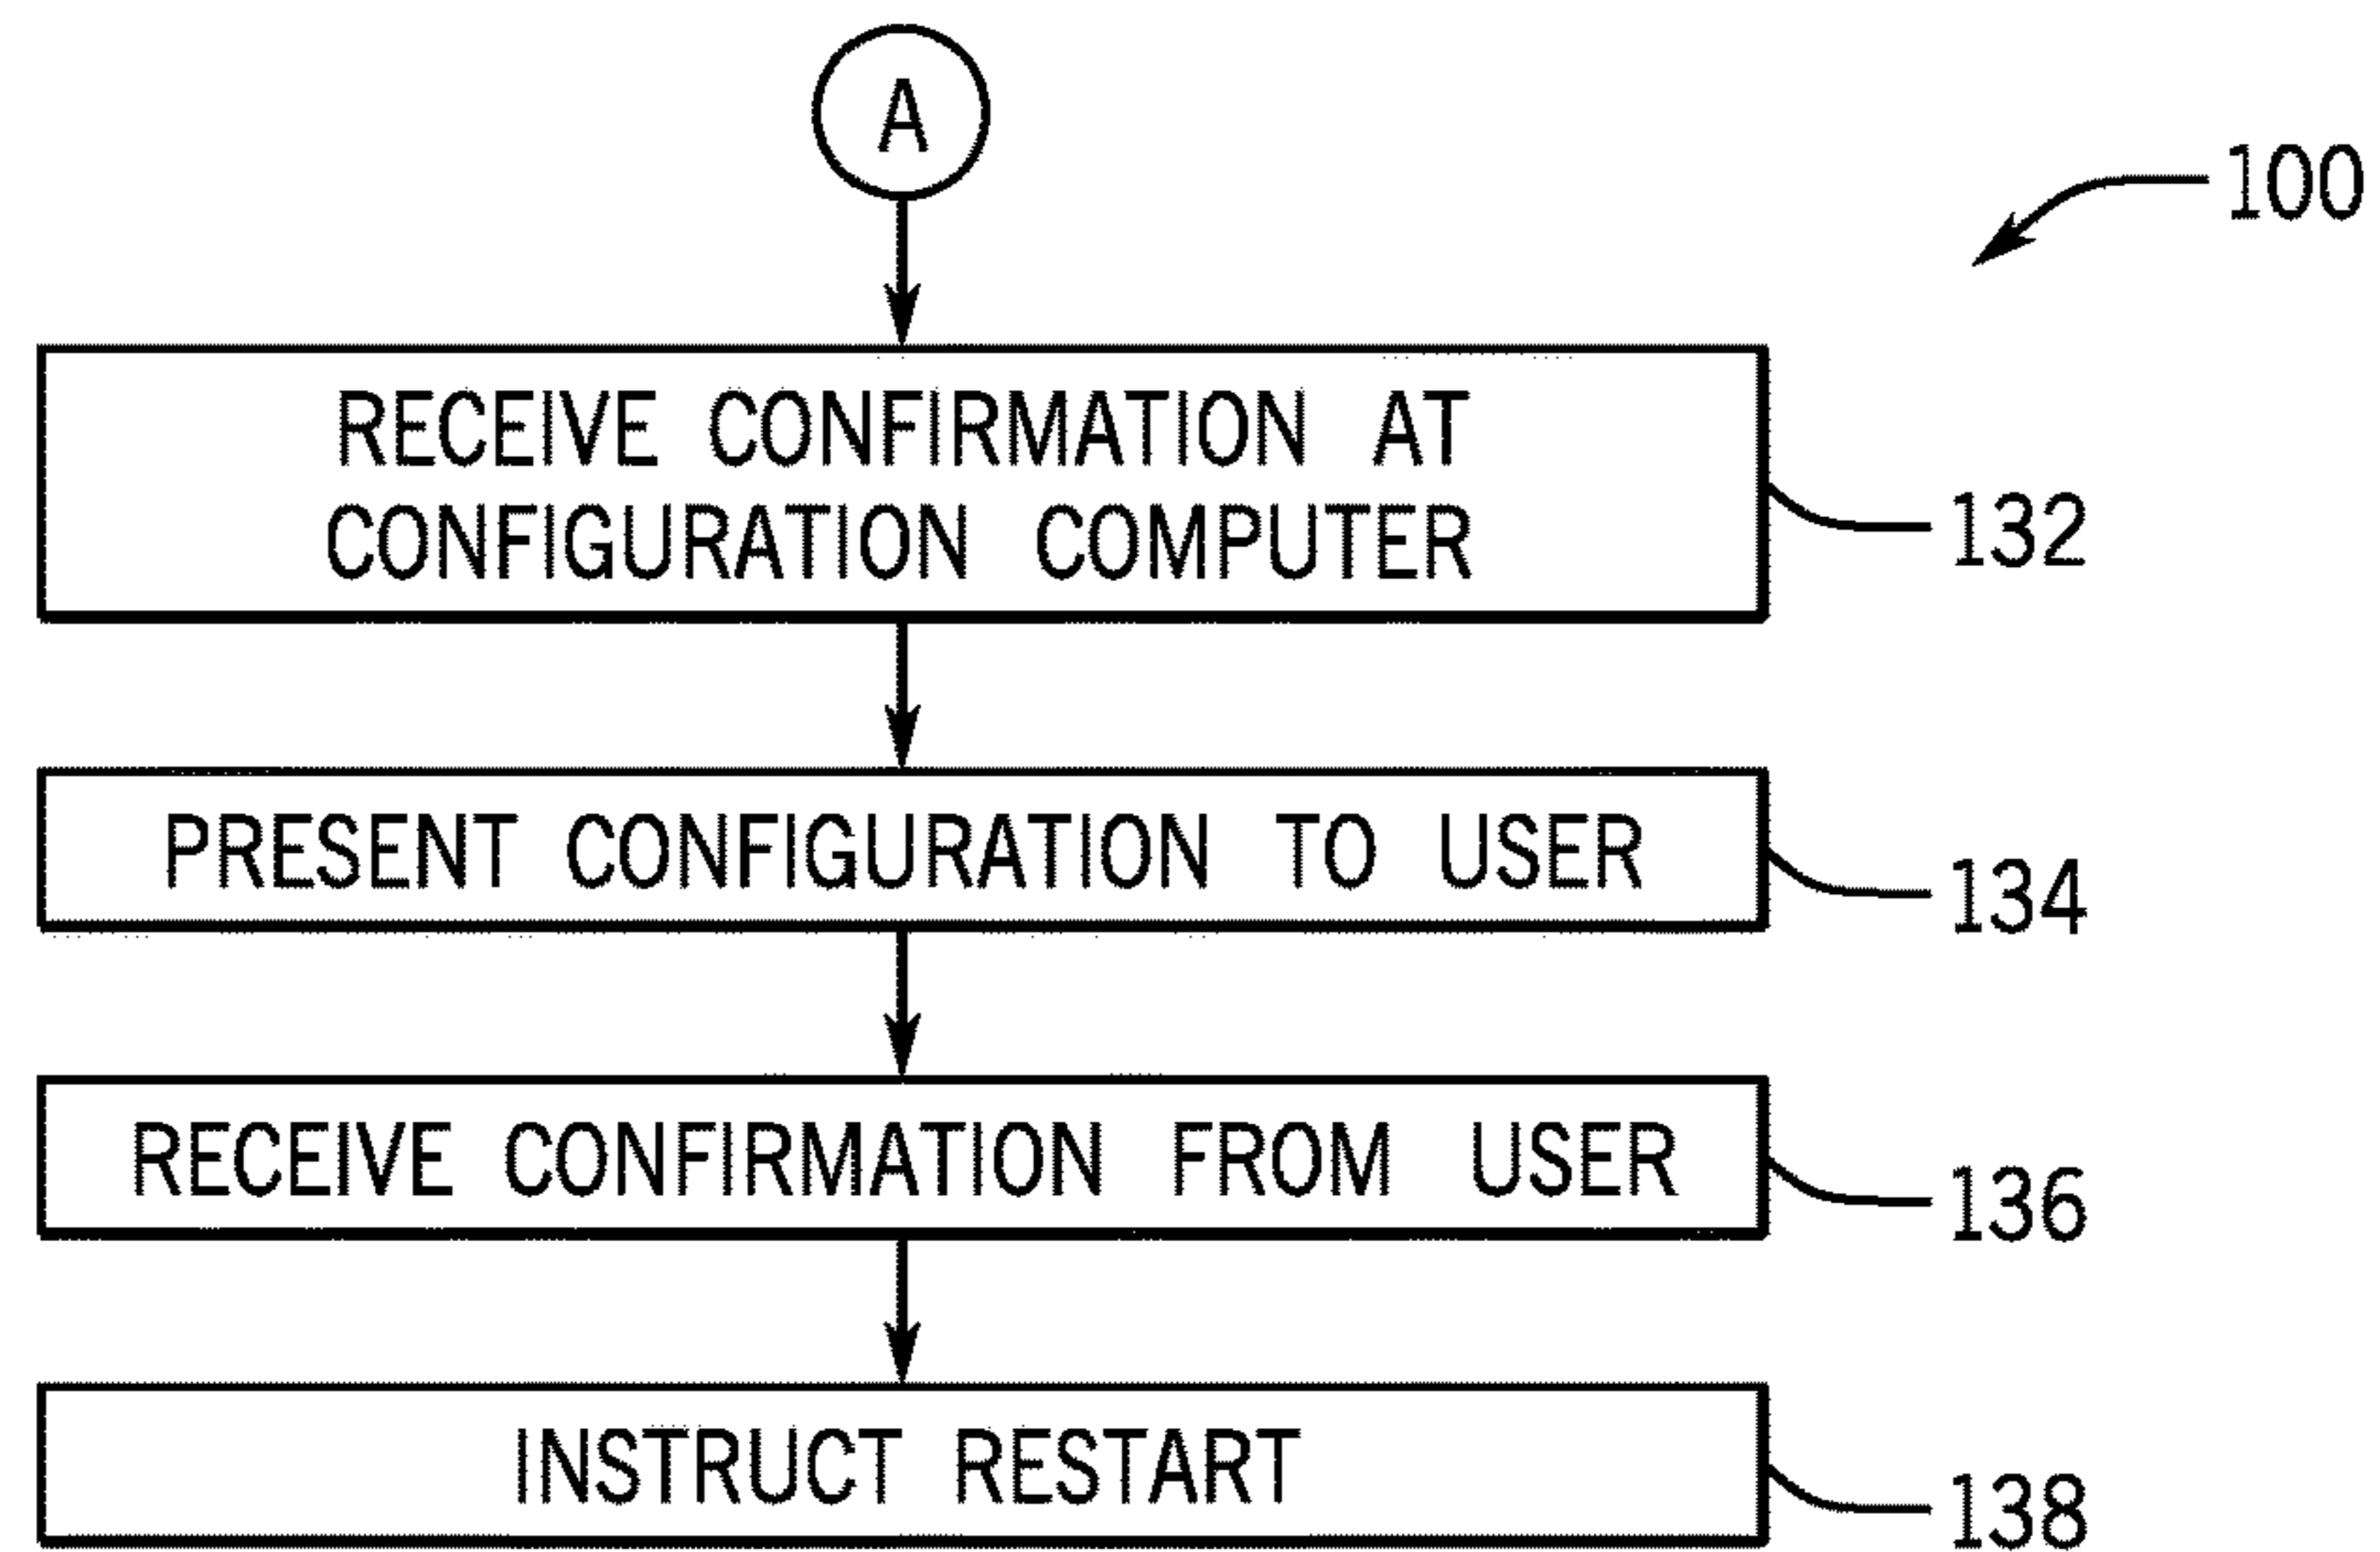 A
100
RECEIVE CONFIRMATION AT
CONFIGURATION COMPUTER
132
PRESENT CONFIGURATION TO USER
134
RECEIVE CONFIRMATION FROM USER
136
INSTRUCT RESTART
138